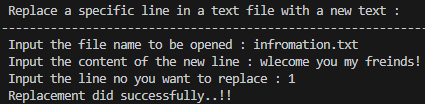 Replace a specific line in a text file with a new text :
-----------------------------------------------------------
Input the file name to be opened : infromation.txt
Input the content of the new line : wlecome you my freinds!
Input the line no you want to replace : 1
Replacement did successfully..!!